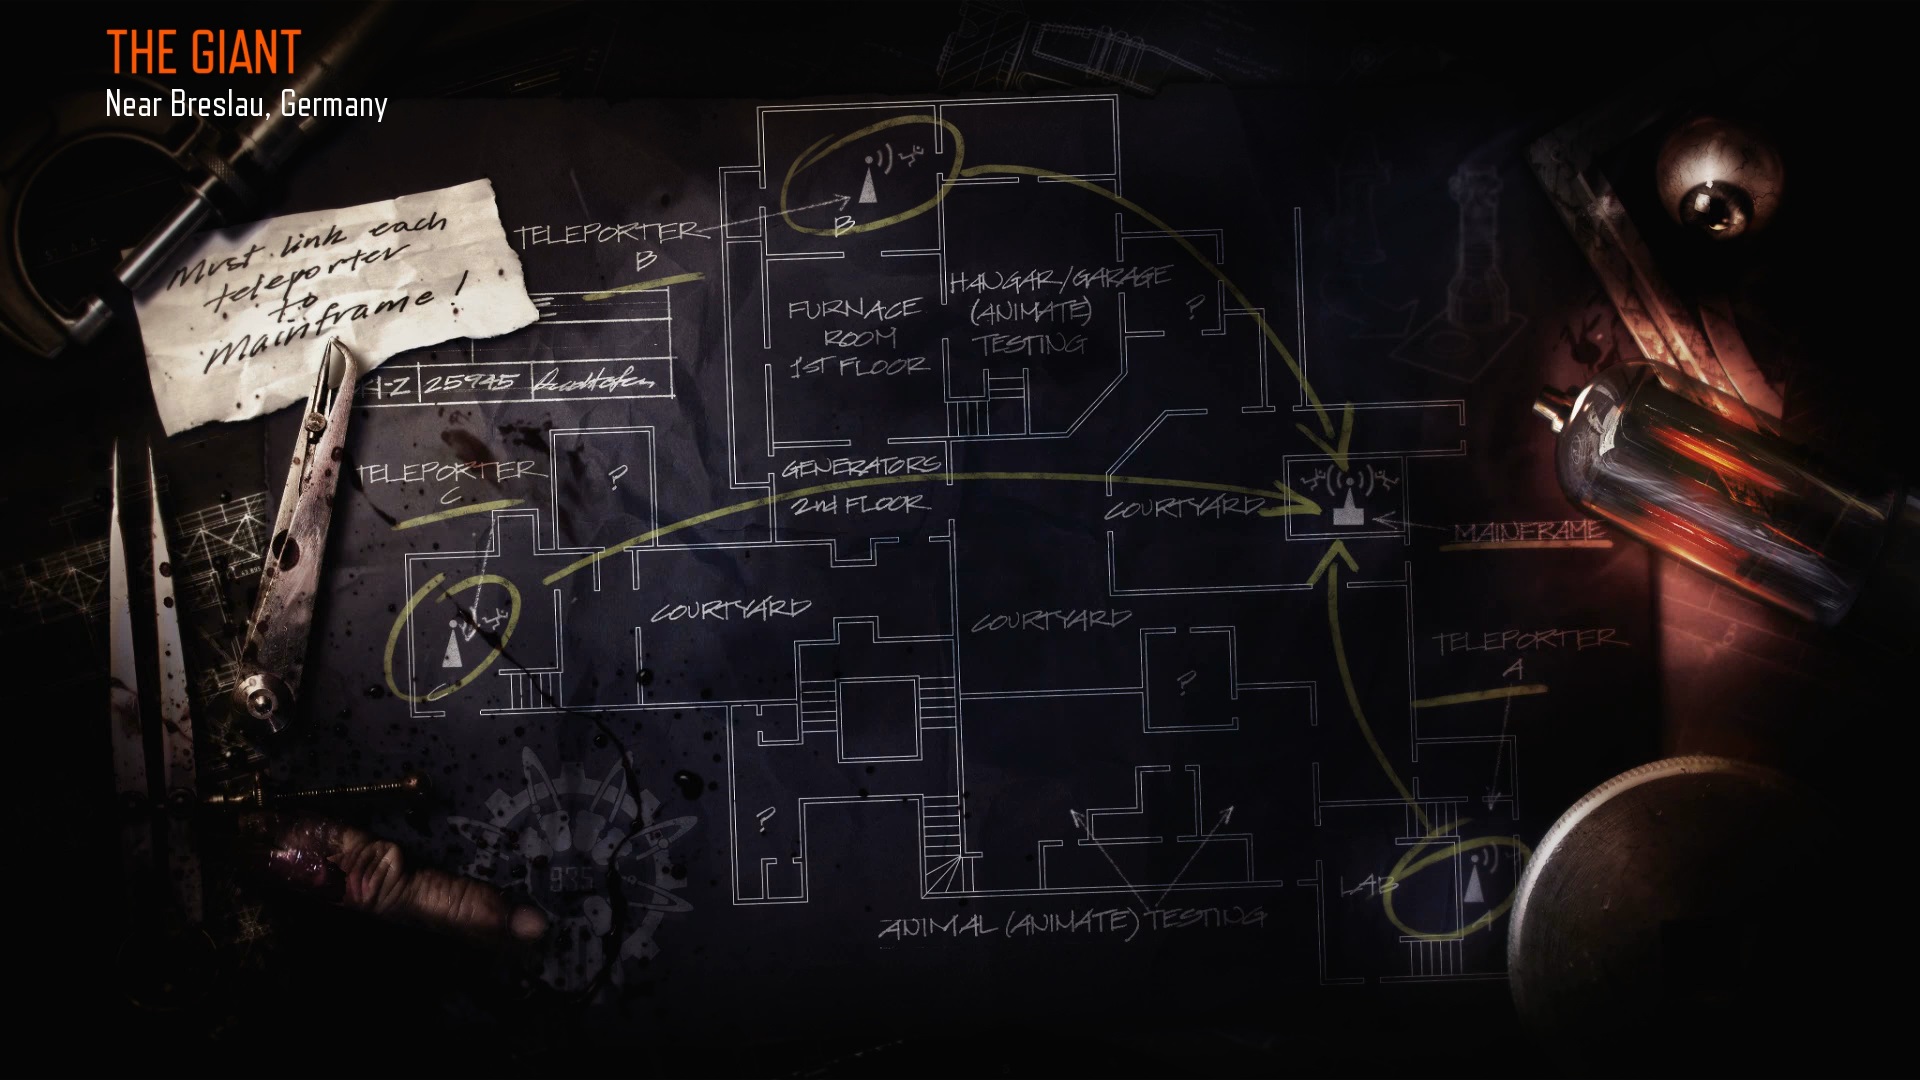 THE GIANT
Near Breslau, Germany
Must link each
teleporter
to
Mainframe!
TELEPORTER
B
B
HANGAR/GARAGE
(ANIMATE)
TESTING
?
FURNACE
ROOM
1ST FLOOR
25945
TELEPORTER
C
?
GENERATORS
2nd FLOOR
COURTYARD
MAINFRAME
COURTYARD
COURTYARD
TELEPORTER
A
C
?
?
LAB
A
935
ANIMAL (ANIMATE) TESTING